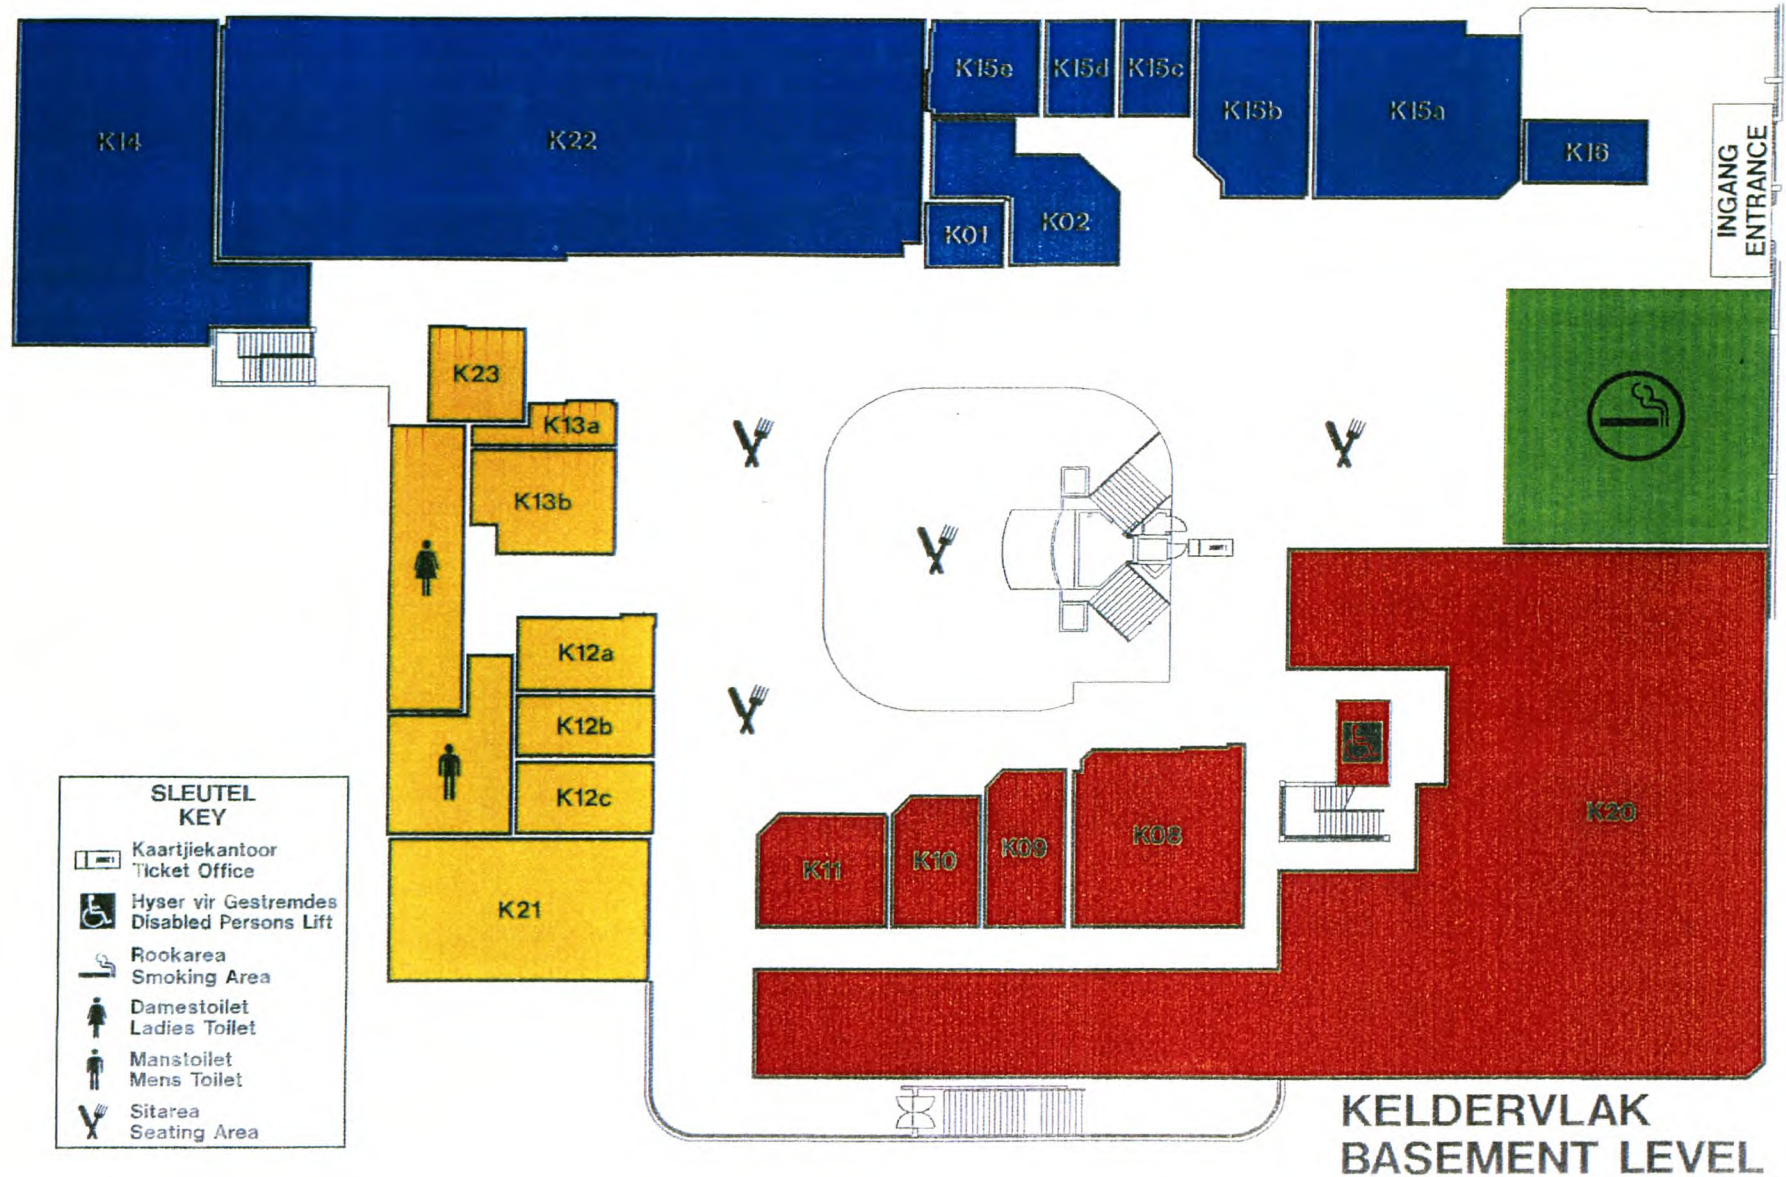 K14
K22
K15e
K15d
K15c
K15b
K15a
K16
K01
K02
INGANG
ENTRANCE
K23
K13a
K13b
K12a
K12b
K12c
K21
K11
K10
K09
K08
K20
SLEUTEL
KEY
Kaartjiekantoor
Ticket Office
Hyser vir Gestremdes
Disabled Persons Lift
Rookarea
Smoking Area
Damestoilet
Ladies Toilet
Manstoilet
Mens Toilet
Sitarea
Seating Area
KELDERVLAK
BASEMENT LEVEL